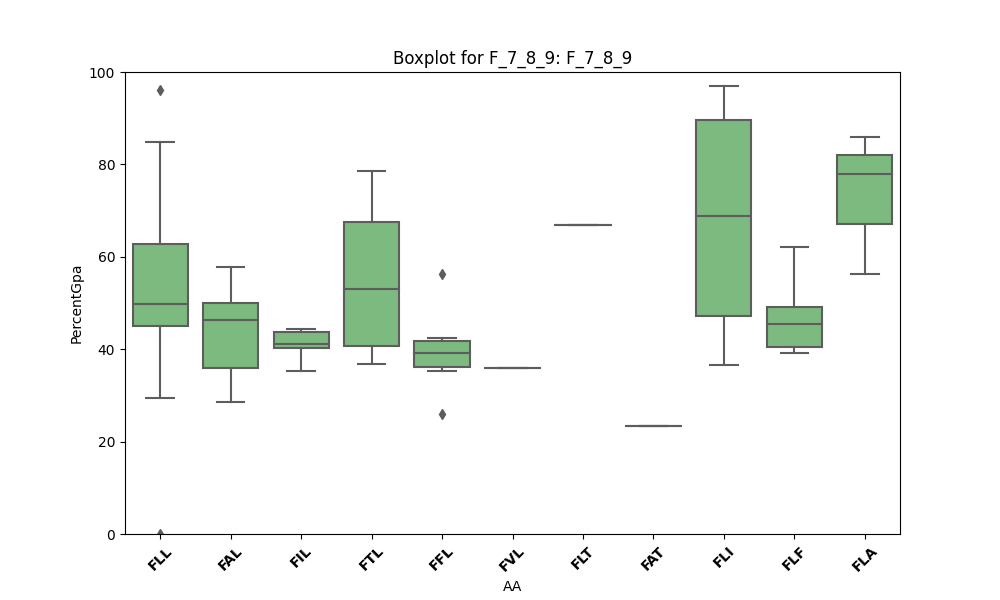 Boxplot for F_7_8_9: F_7_8_9
100
80
60
40
20
0
PercentGpa
FLL FAL FIL FTL FFL FVL FLT FAT FLI FLF FLA
AA